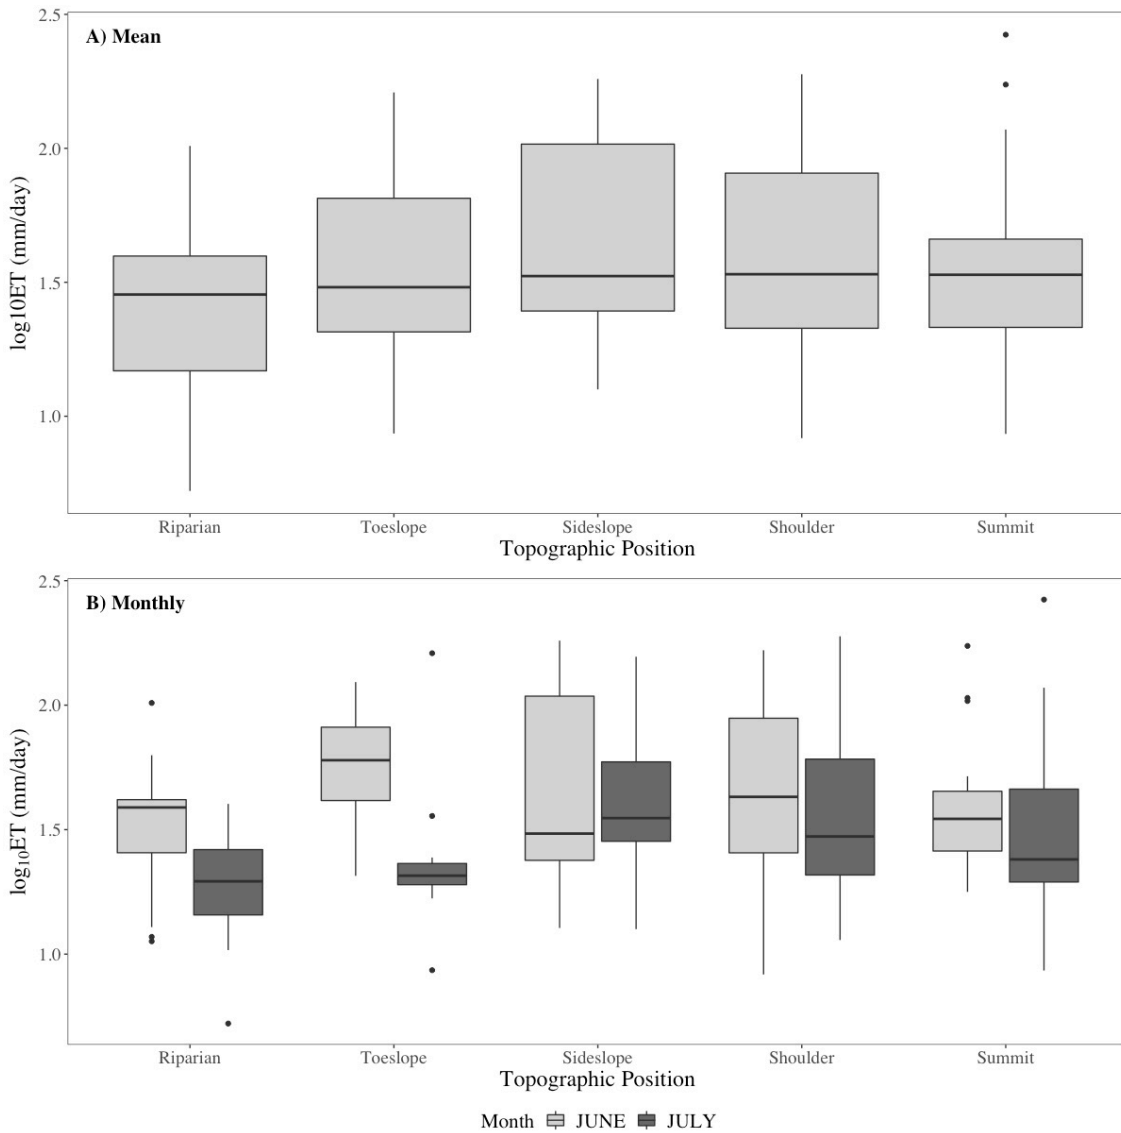 A) Mean
2.5
2.0
1.5
1.0
log10ET (mm/day)
Riparian Toeslope Sideslope Shoulder Summit
Topographic Position
B) Monthly
2.5
2.0
1.5
1.0
log₁₀ET (mm/day)
Riparian Toeslope Sideslope Shoulder Summit
Topographic Position
Month JUNE JULY